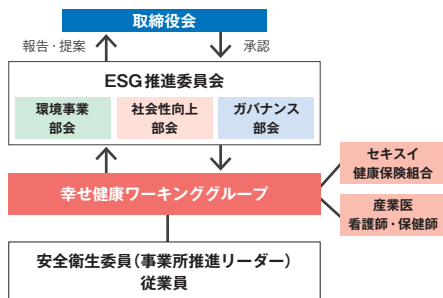 取締役会
報告・提案
承認
ESG推進委員会
環境事業
部会
社会性向上
部会
ガバナンス
部会
セキスイ
健康保険組合
幸せ健康ワーキンググループ
産業医
看護師・保健師
安全衛生委員（事業所推進リーダー）
従業員